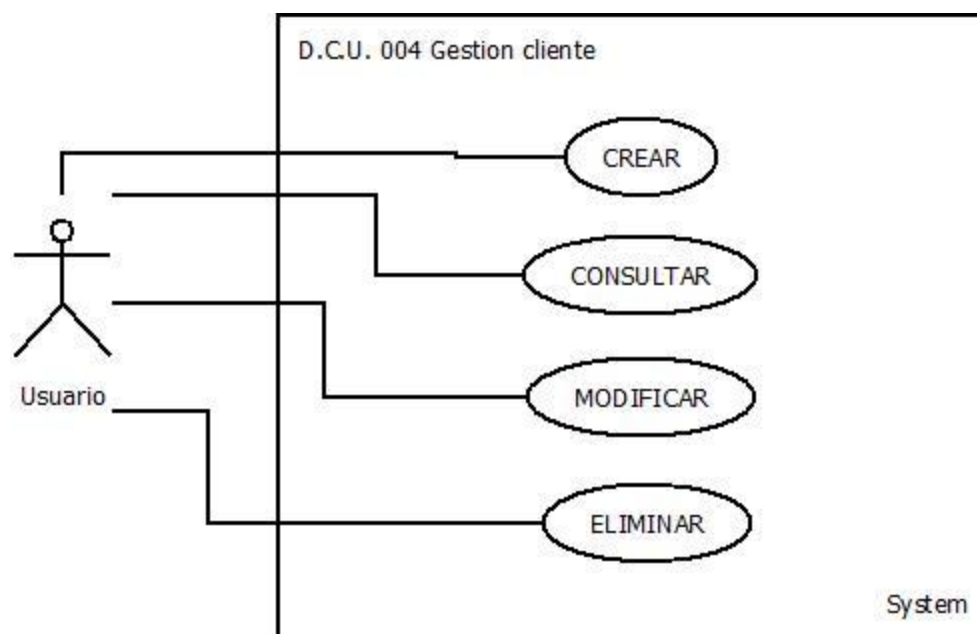 D.C.U. 004 Gestion cliente
CREAR
CONSULTAR
MODIFICAR
Usuario
ELIMINAR
System